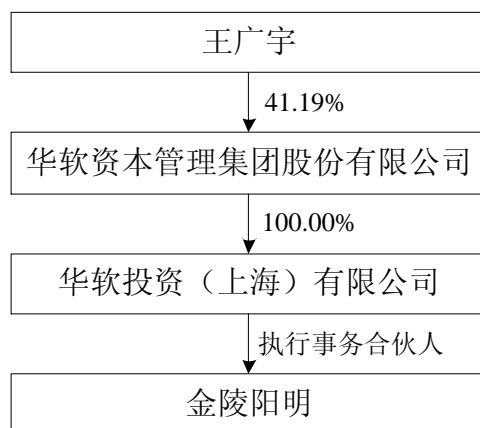 王广宇
41.19%
华软资本管理集团股份有限公司
100.00%
华软投资（上海）有限公司
执行事务合伙人
金陵阳明